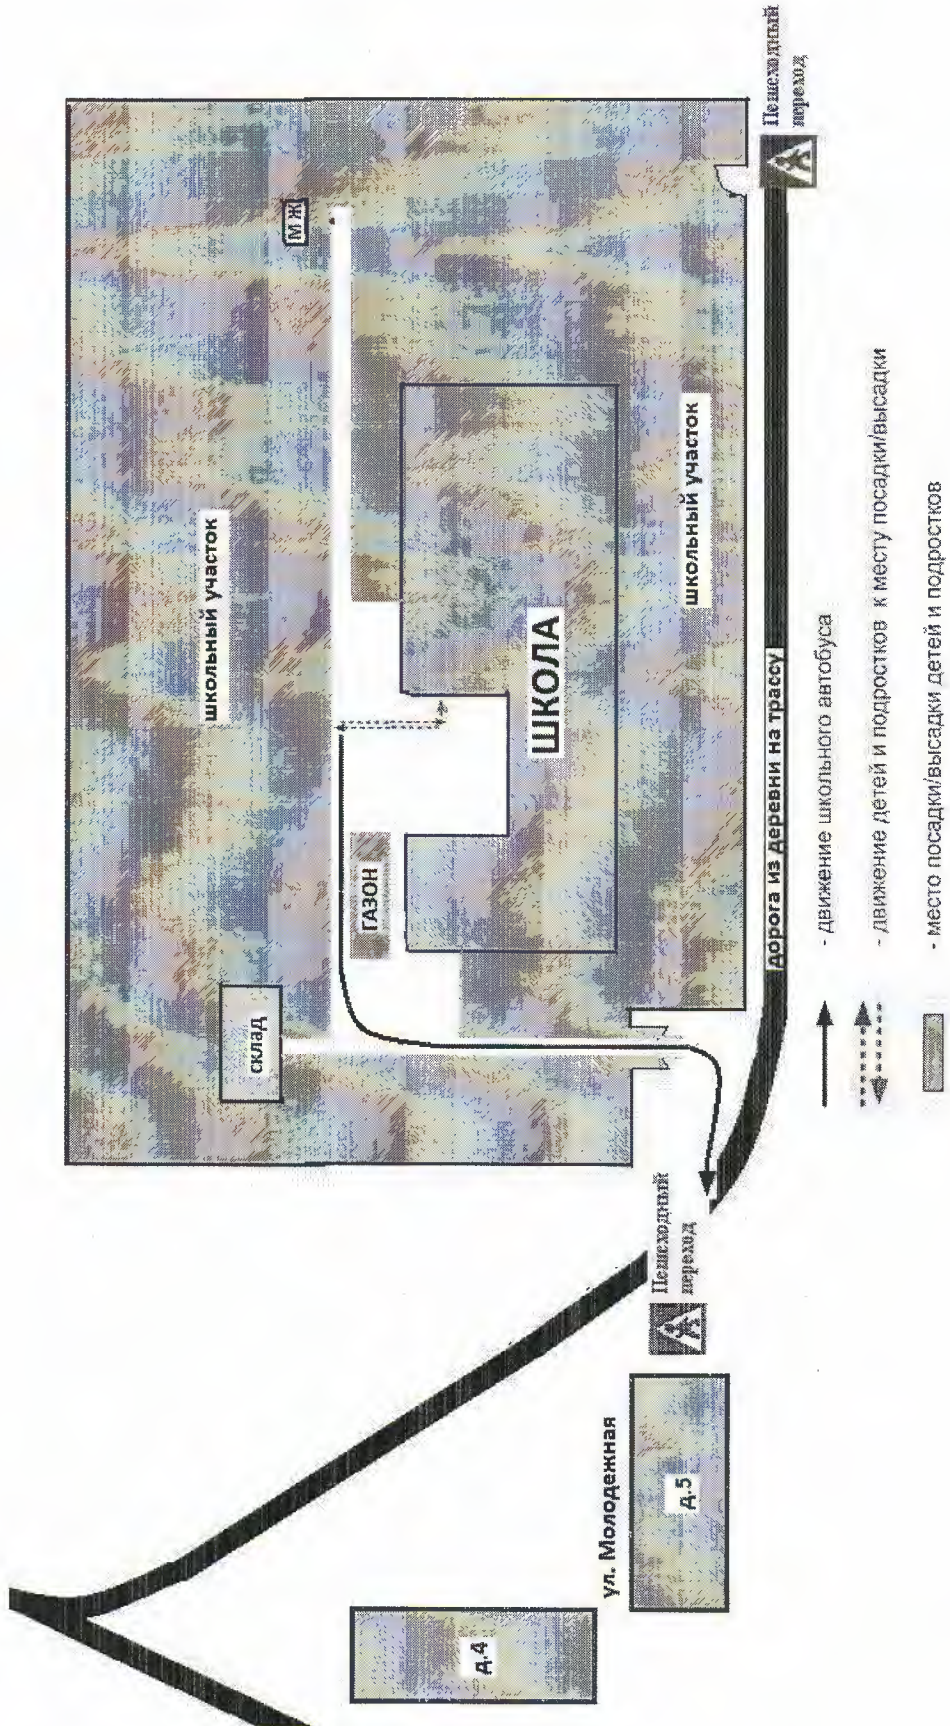 Пешеходный
переход
М Ж
школьный участок
школьный участок
ШКОЛА
ГАЗОН
склад
дорога из деревни на трассу
Пешеходный
переход
ул. Молодежная
д.5
д.4
- движение школьного автобуса
- движение детей и подростков к месту посадки/высадки
- место посадки/высадки детей и подростков